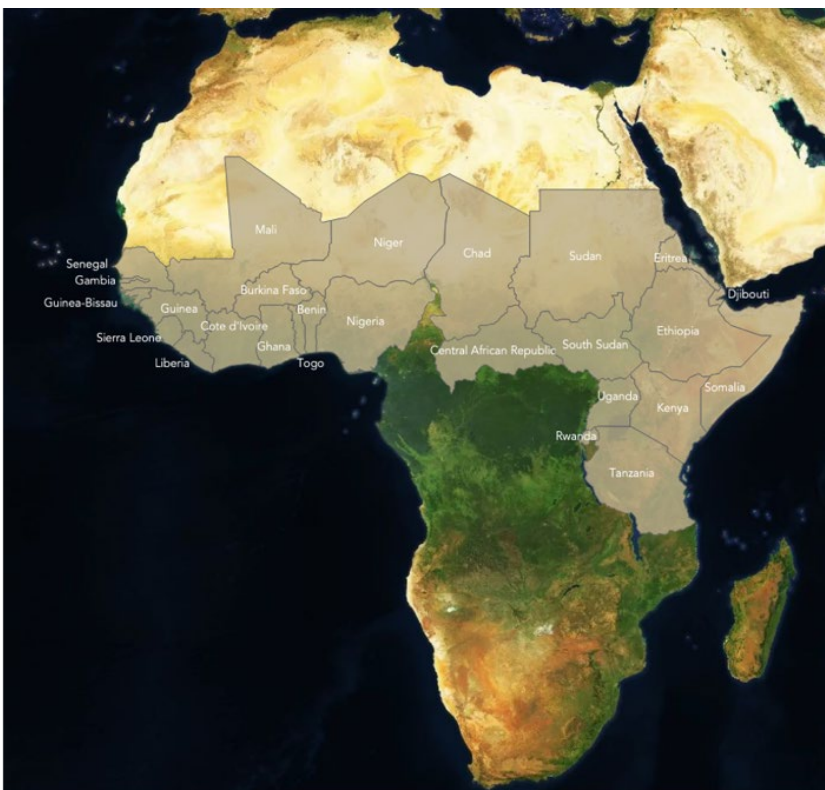 Mali
Niger
Chad
Sudan
Eritrea
Senegal
Gambia
Djibouti
Guinea-Bissau
Guinea
Burkina Faso
Benin
Nigeria
Cote d'Ivoire
Ethiopia
Sierra Leone
Ghana
South Sudan
Central African Republic
Liberia
Togo
Somalia
Uganda
Kenya
Rwanda
Tanzania